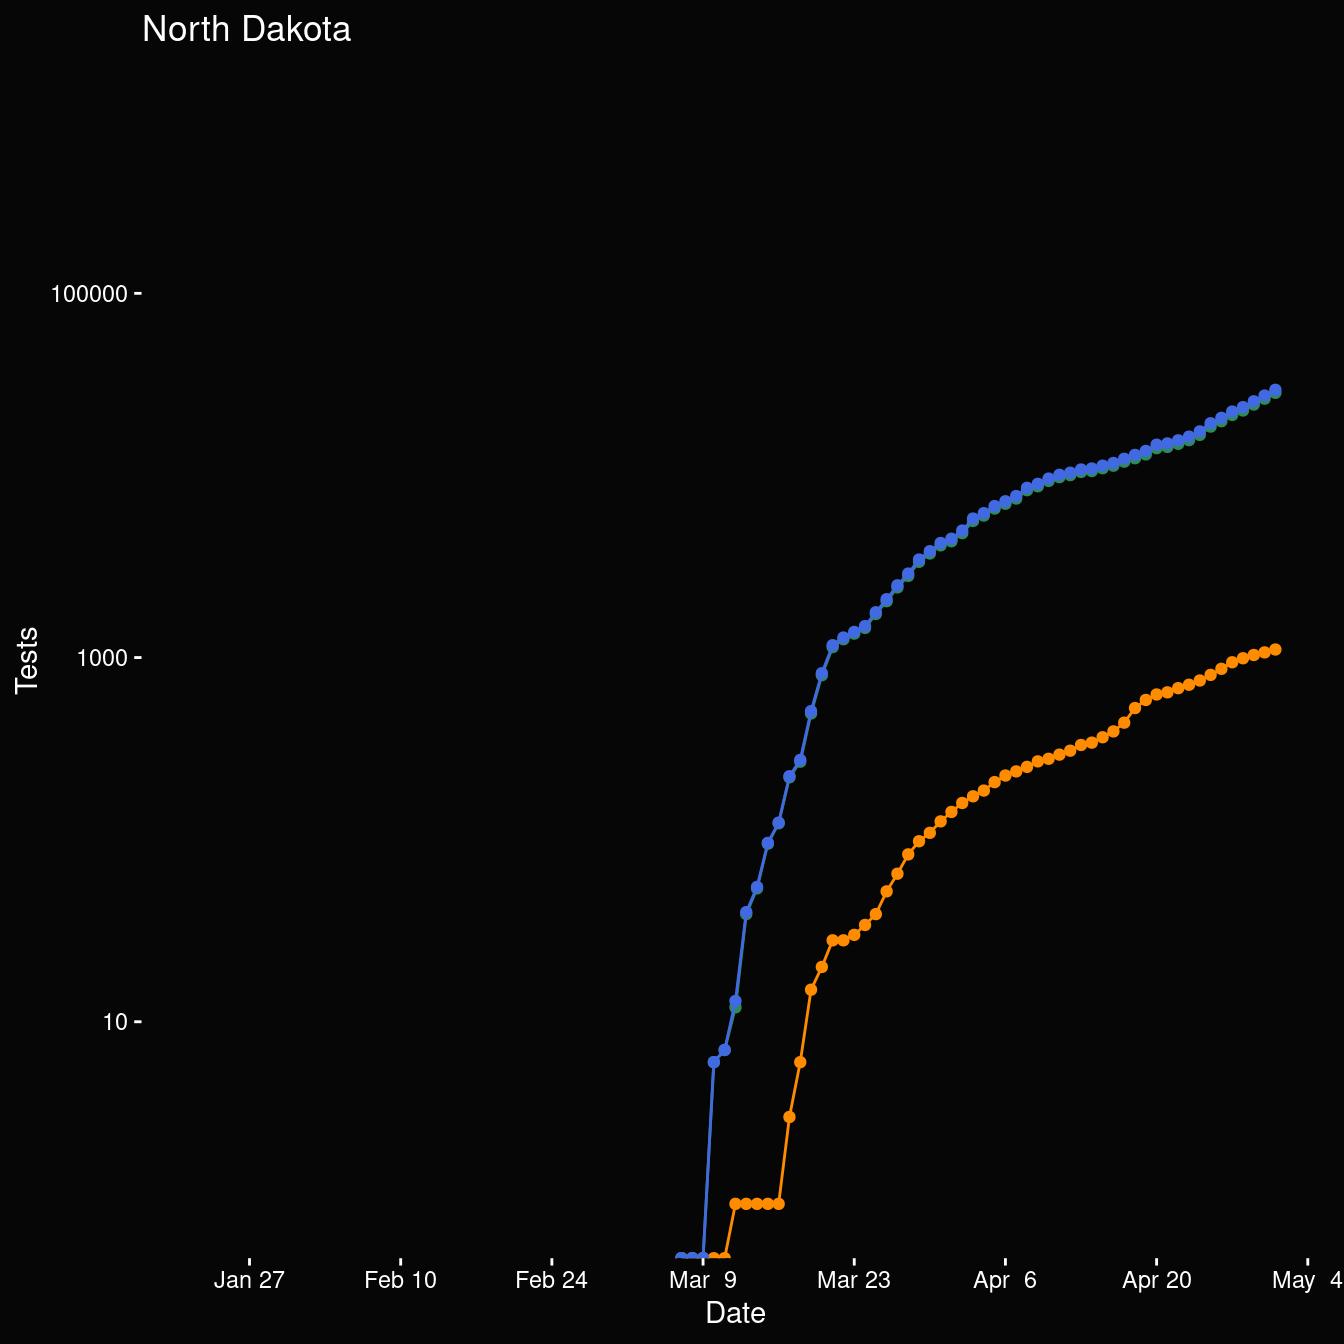 North Dakota
100000
1000
10
Tests
Jan 27
Feb 10
Feb 24
Mar  9
Mar 23
Apr  6
Apr 20
May  4
Date